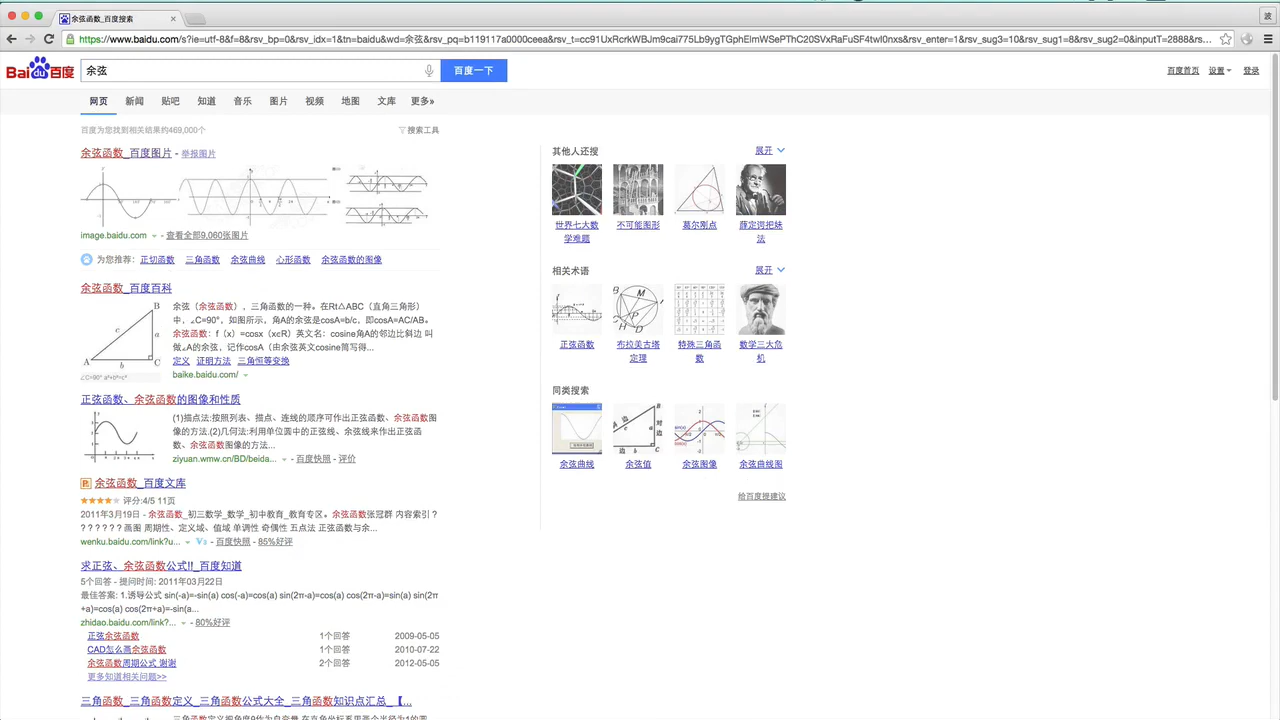 余弦函数_百度搜索
波
https://www.baidu.com/s?ie=utf-8&f=8&rsv_bp=0&rsv_idx=1&tn=baidu&wd=余弦&rsv_pq=b119117a0000ceea&rsv_t=cc91UxRcrkWBJm9cai775Lb9ygTGphElmWSePThC20SVxRaFuSF4twI0nxs&rsv_enter=1&rsv_sug3=10&rsv_sug1=8&rsv_sug2=0&inputT=2888&rs...
Bai du 百度
余弦
百度一下
百度首页 设置 登录
网页 新闻 贴吧 知道 音乐 图片 视频 地图 文库 更多»
百度为您找到相关结果约469,000个
搜索工具
余弦函数_百度图片 - 举报图片
image.baidu.com - 查看全部9,060张图片
为您推荐： 正切函数 三角函数 余弦曲线 心形函数 余弦函数的图像
余弦函数_百度百科
余弦（余弦函数），三角函数的一种。在Rt△ABC（直角三角形）
中，∠C=90°，如图所示，角A的余弦是cosA=b/c，即cosA=AC/AB。
余弦函数：f（x）=cosx（x∈R）英文名：cosine角A的邻边比斜边 叫
做∠A的余弦，记作cosA（由余弦英文cosine简写得...
定义 证明方法 三角恒等变换
baike.baidu.com/
B
c a
A b C
∠C=90° a²+b²=c²
正弦函数、余弦函数的图像和性质
(1)描点法:按照列表、描点、连线的顺序可作出正弦函数、余弦函数图
像的方法.(2)几何法:利用单位圆中的正弦线、余弦线来作出正弦函
数、余弦函数图像的方法...
ziyuan.wmw.cn/BD/beida... - 百度快照 - 评价
余弦函数_百度文库
评分:4/5 11页
2011年3月19日 - 余弦函数_初三数学_数学_初中教育_教育专区。余弦函数张冠群 内容索引 ?
? ? ? ? ? ? 画图 周期性、定义域、值域 单调性 奇偶性 五点法 正弦函数与余...
wenku.baidu.com/link?u... V3 - 百度快照 - 85%好评
求正弦、余弦函数公式!!_百度知道
5个回答 - 提问时间: 2011年03月22日
最佳答案: 1.诱导公式 sin(-a)=-sin(a) cos(-a)=cos(a) sin(2π-a)=cos(a) cos(2π-a)=sin(a) sin(2π
+a)=cos(a) cos(2π+a)=-sin(a...
zhidao.baidu.com/link?... - 80%好评
正弦余弦函数 1个回答 2009-05-05
CAD怎么画余弦函数 1个回答 2010-07-22
余弦函数周期公式 谢谢 2个回答 2012-05-05
更多知道相关问题>>
三角函数_三角函数定义_三角函数公式大全_三角函数知识点汇总_【...
其他人还搜 展开
世界七大数学难题 不可能图形 葛尔刚点 薛定谔把妹法
相关术语 展开
正弦函数 布拉美古塔定理 特殊三角函数 数学三大危机
同类搜索
余弦曲线 余弦值 余弦图像 余弦曲线图
给百度提建议